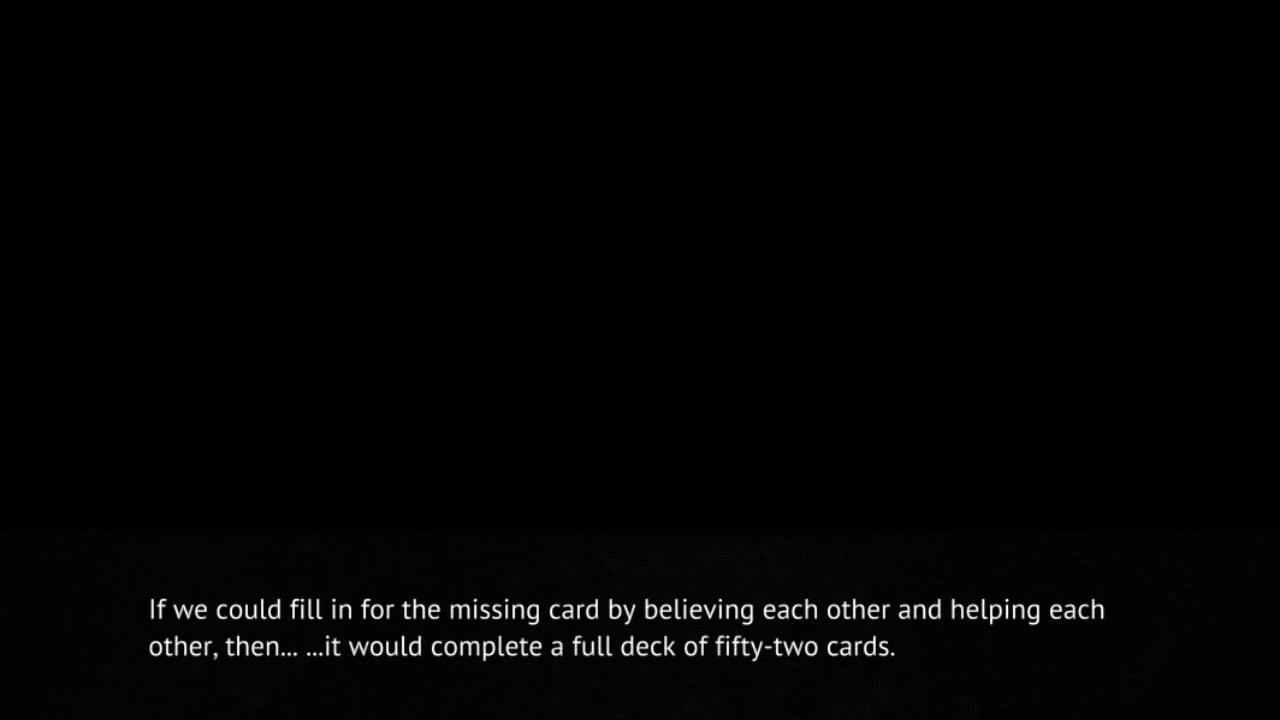 If we could fill in for the missing card by believing each other and helping each
other, then... ...it would complete a full deck of fifty-two cards.